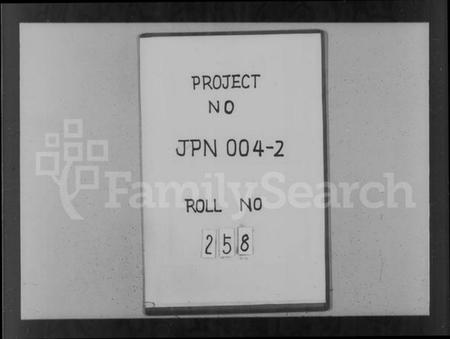 PROJECT
NO
JPN 004-2
FamilySearch
ROLL NO
258